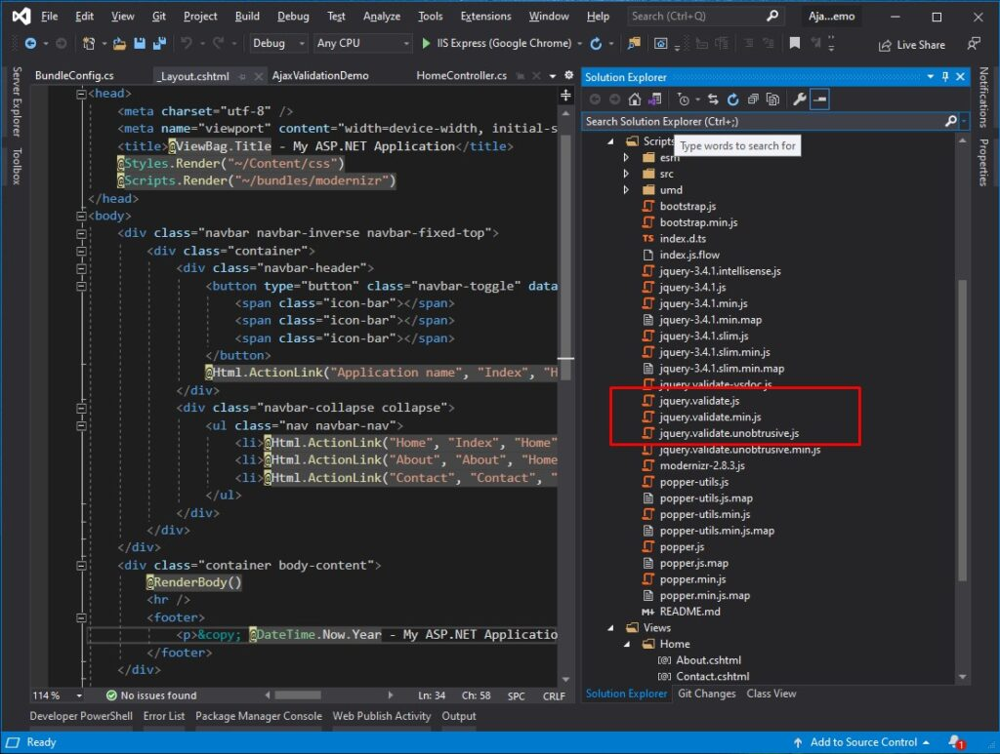 File Edit View Git Project Build Debug Test Analyze Tools Extensions Window Help Search (Ctrl+Q) Aja...emo
Debug Any CPU IIS Express (Google Chrome) Live Share
Server Explorer
Toolbox
BundleConfig.cs _Layout.cshtml AjaxValidationDemo HomeController.cs
<head>
<meta charset="utf-8" />
<meta name="viewport" content="width=device-width, initial-s
<title>@ViewBag.Title - My ASP.NET Application</title>
@Styles.Render("~/Content/css")
@Scripts.Render("~/bundles/modernizr")
</head>
<body>
<div class="navbar navbar-inverse navbar-fixed-top">
<div class="container">
<div class="navbar-header">
<button type="button" class="navbar-toggle" data
<span class="icon-bar"></span>
<span class="icon-bar"></span>
<span class="icon-bar"></span>
</button>
@Html.ActionLink("Application name", "Index", "H
</div>
<div class="navbar-collapse collapse">
<ul class="nav navbar-nav">
<li>@Html.ActionLink("Home", "Index", "Home"
<li>@Html.ActionLink("About", "About", "Home
<li>@Html.ActionLink("Contact", "Contact", "
</ul>
</div>
</div>
</div>
<div class="container body-content">
@RenderBody()
<hr />
<footer>
<p>&copy; @DateTime.Now.Year - My ASP.NET Applicatio
</footer>
</div>
114 % No issues found Ln: 34 Ch: 58 SPC CRLF
Solution Explorer
Search Solution Explorer (Ctrl+;)
Type words to search for
Scripts
esm
src
umd
bootstrap.js
bootstrap.min.js
TS index.d.ts
index.js.flow
jquery-3.4.1.intellisense.js
jquery-3.4.1.js
jquery-3.4.1.min.js
jquery-3.4.1.min.map
jquery-3.4.1.slim.js
jquery-3.4.1.slim.min.js
jquery-3.4.1.slim.min.map
jquery.validate-vsdoc.js
jquery.validate.js
jquery.validate.min.js
jquery.validate.unobtrusive.js
jquery.validate.unobtrusive.min.js
modernizr-2.8.3.js
popper-utils.js
popper-utils.js.map
popper-utils.min.js
popper-utils.min.js.map
popper.js
popper.js.map
popper.min.js
popper.min.js.map
M↓ README.md
Views
Home
[@] About.cshtml
[@] Contact.cshtml
Solution Explorer Git Changes Class View
Notifications
Properties
Developer PowerShell Error List Package Manager Console Web Publish Activity Output
Ready Add to Source Control 1